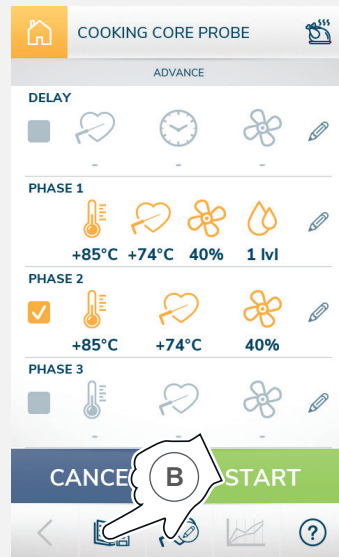 COOKING CORE PROBE
ADVANCE
DELAY
- - -
PHASE 1
+85°C +74°C 40% 1 lvl
PHASE 2
+85°C +74°C 40%
PHASE 3
- -
CANCE B START
?